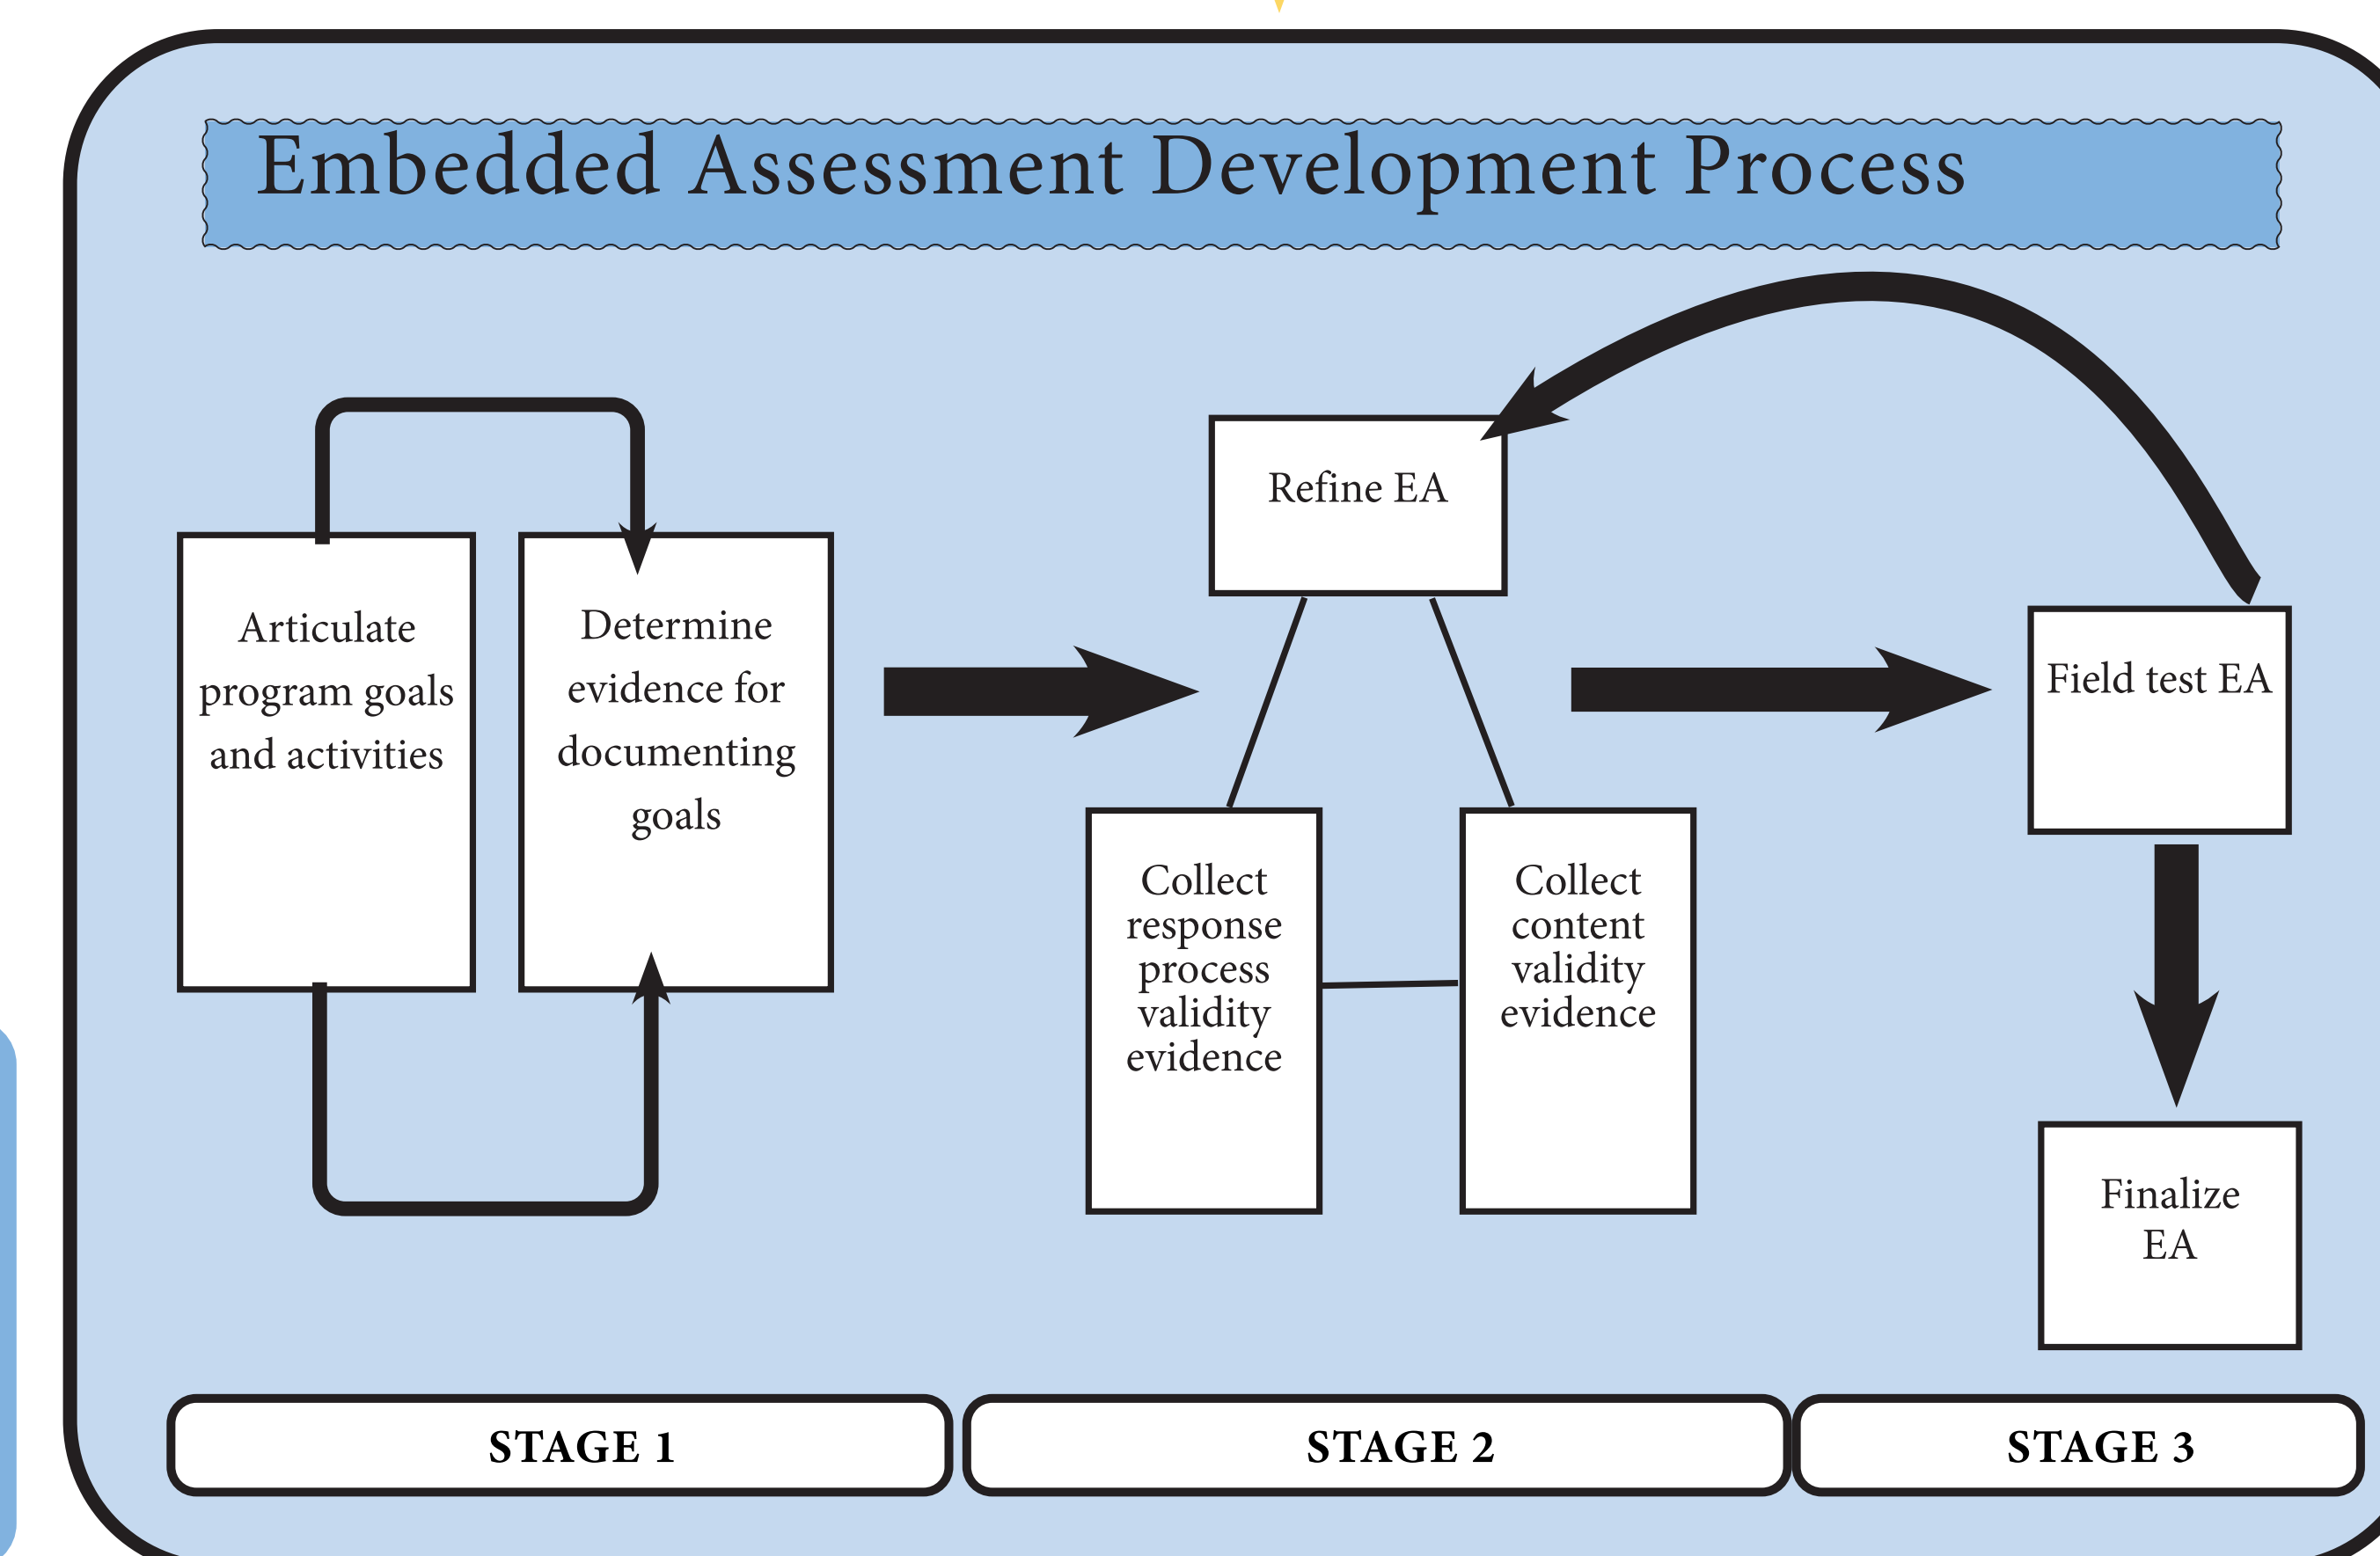 Embedded Assessment Development Process
Articulate
program goals
and activities
Determine
evidence for
documenting
goals
Refine EA
Collect
response
process
validity
evidence
Collect
content
validity
evidence
Field test EA
Finalize
EA
STAGE 1
STAGE 2
STAGE 3